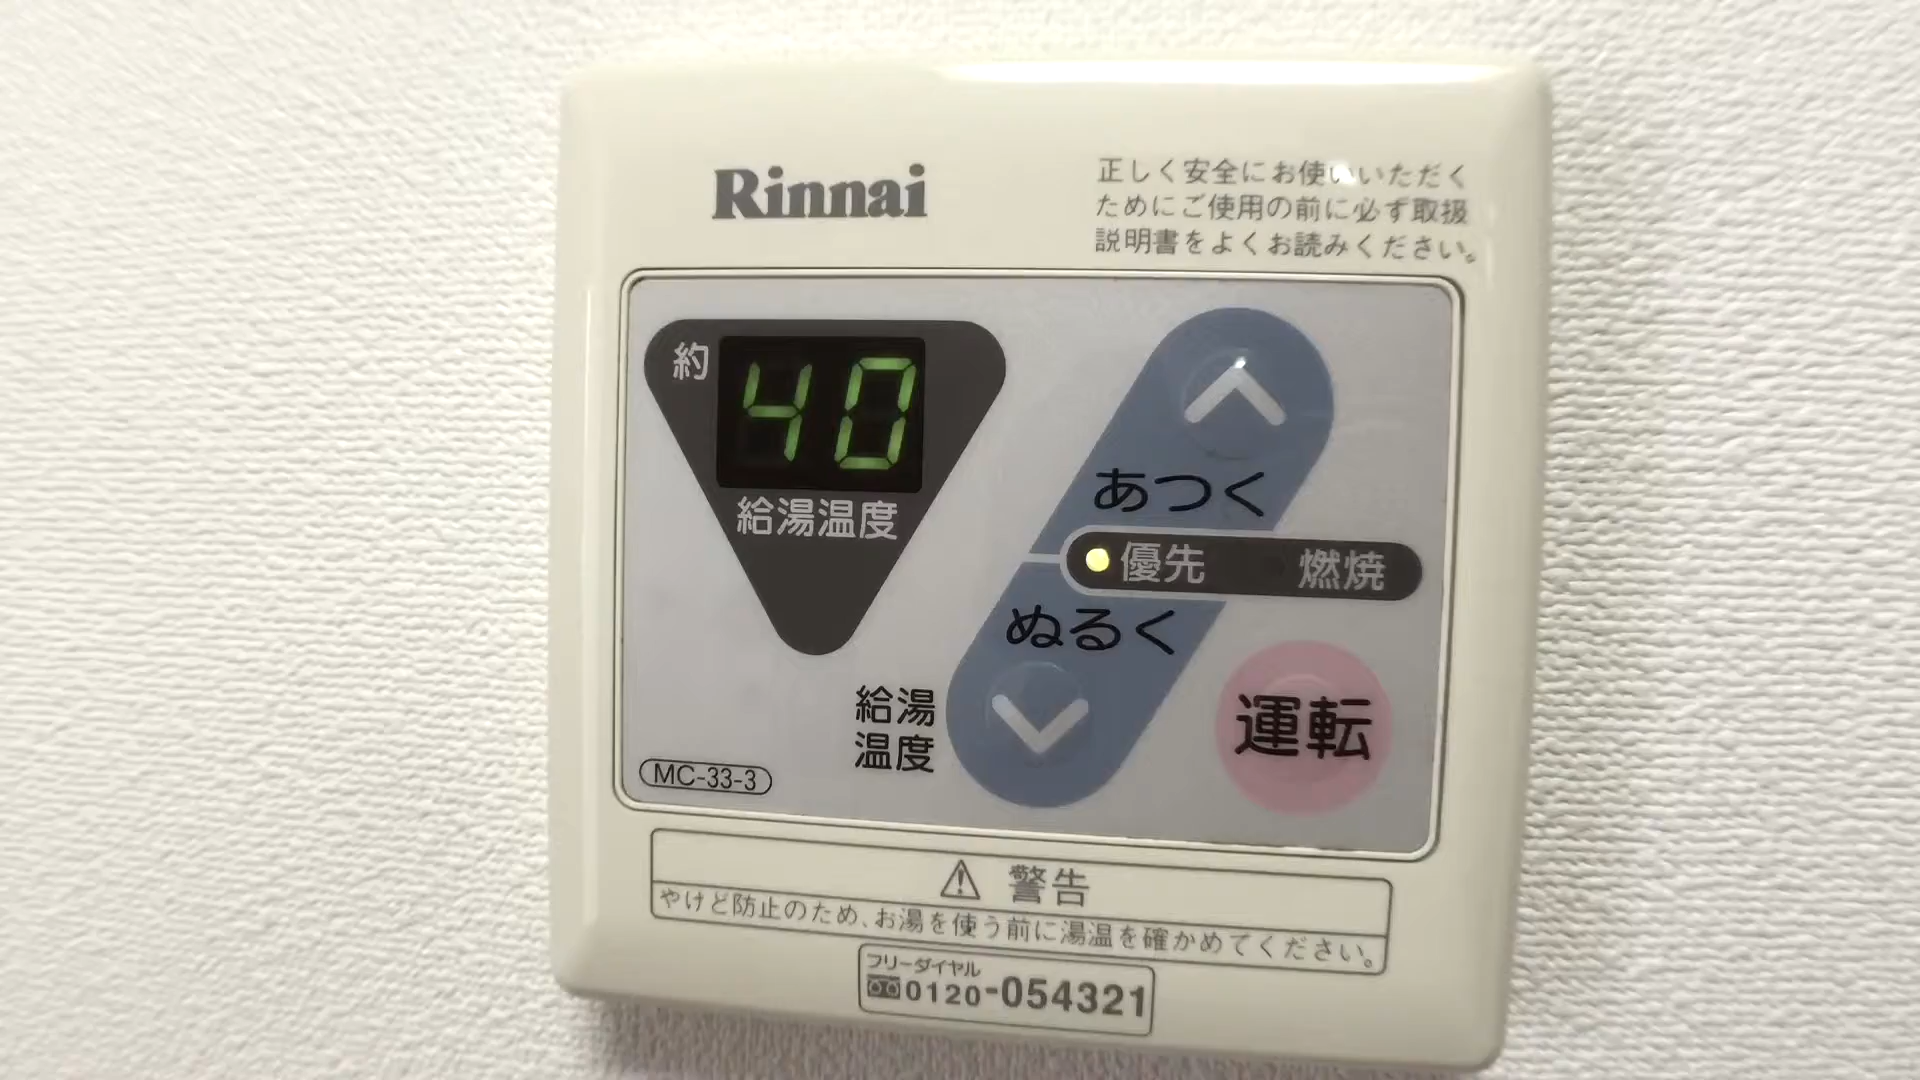 Rinnai
正しく安全にお使いいただく
ためにご使用の前に必ず取扱
説明書をよくお読みください。
約
40
給湯温度
あつく
優先
燃焼
ぬるく
給湯
温度
運転
MC-33-3
警告
やけど防止のため、お湯を使う前に湯温を確かめてください。
フリーダイヤル
0120-054321